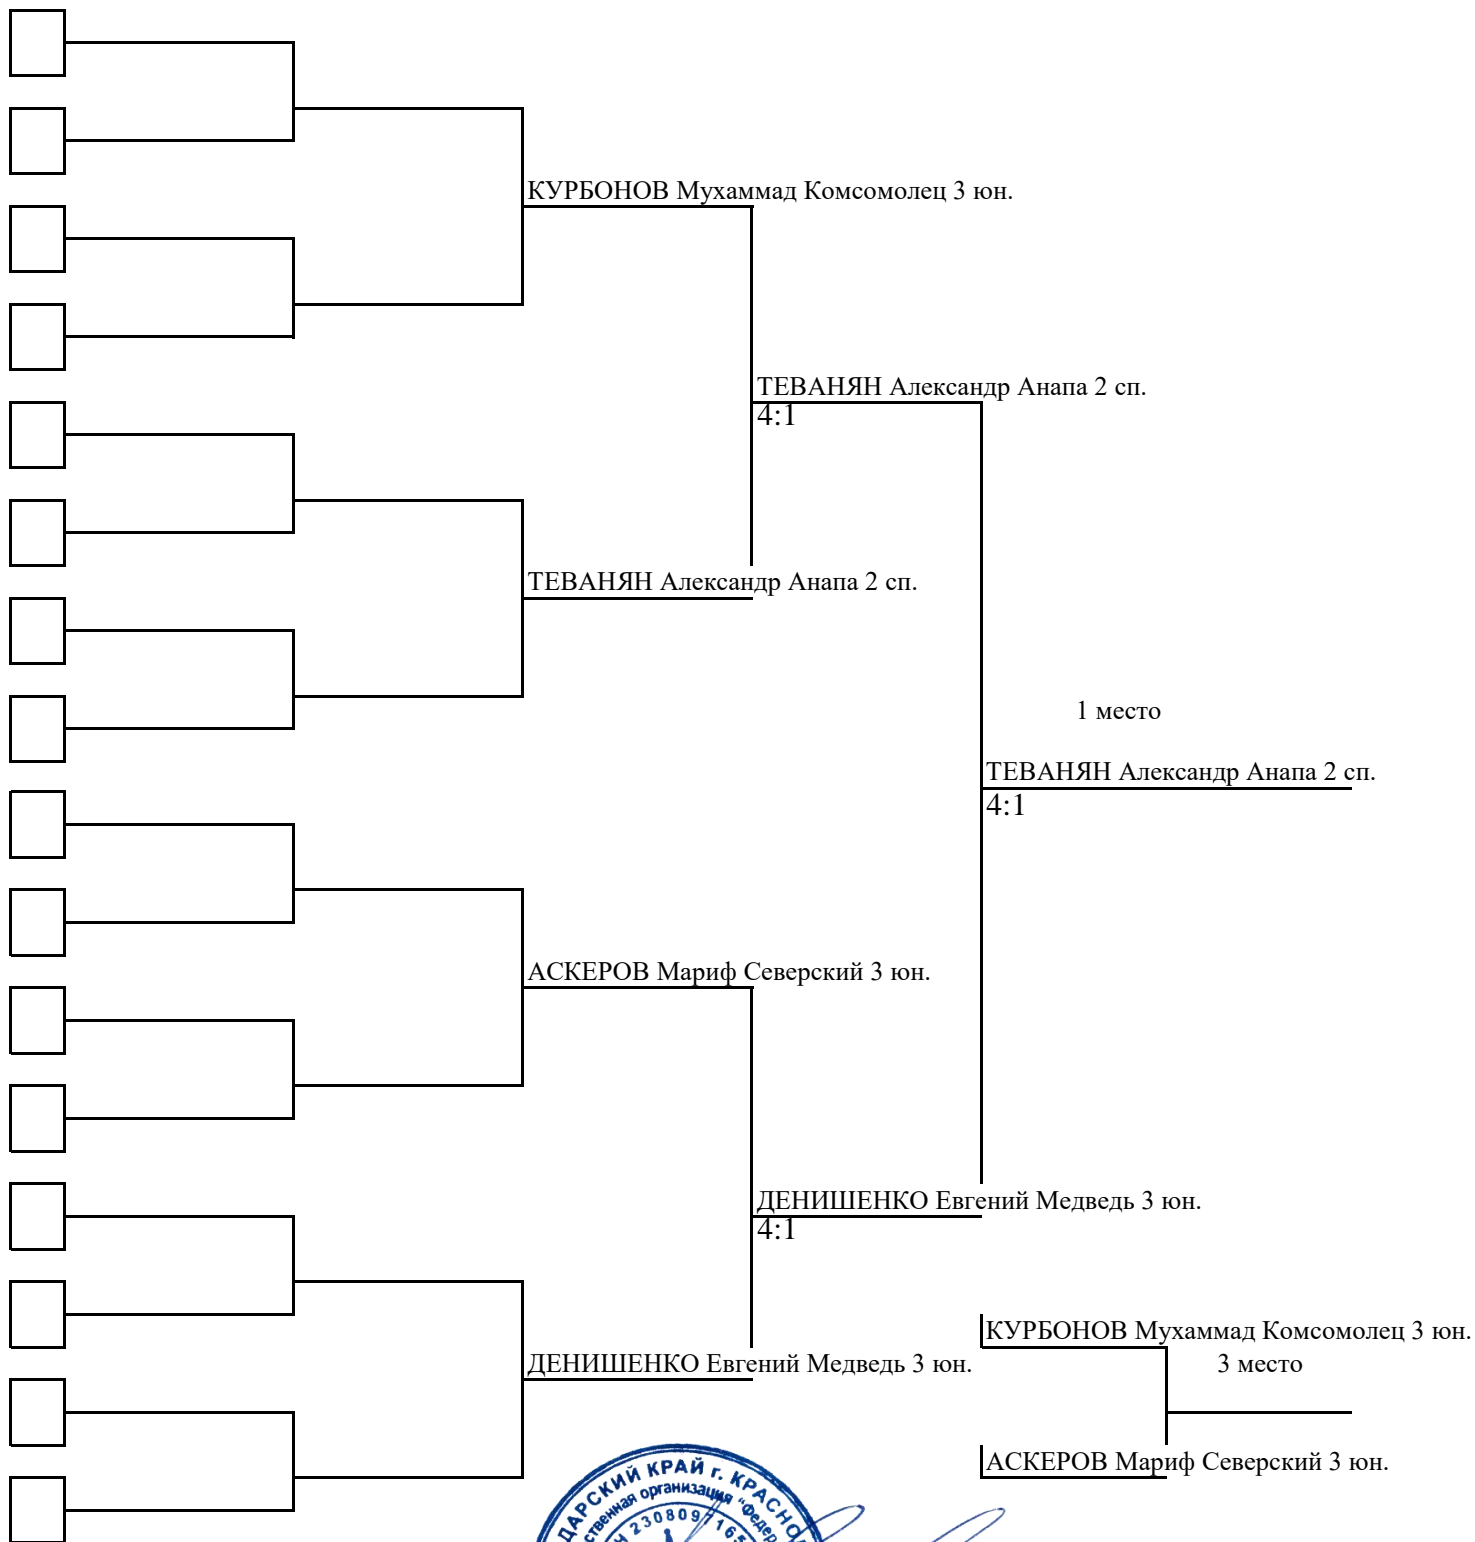 КУРБОНОВ Мухаммад Комсомолец 3 юн.
ТЕВАНЯН Александр Анапа 2 сп.
4:1
ТЕВАНЯН Александр Анапа 2 сп.
1 место
ТЕВАНЯН Александр Анапа 2 сп.
4:1
АСКЕРОВ Мариф Северский 3 юн.
ДЕНИШЕНКО Евгений Медведь 3 юн.
4:1
КУРБОНОВ Мухаммад Комсомолец 3 юн.
ДЕНИШЕНКО Евгений Медведь 3 юн.
3 место
АСКЕРОВ Мариф Северский 3 юн.
КРАЙ г.
организация